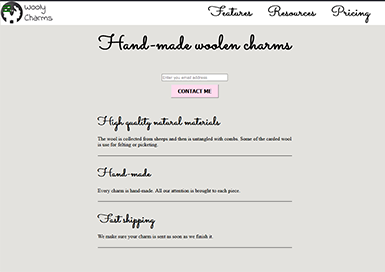 Wooly
Charms
Features
Resources
Pricing
Hand-made woolen charms
Enter you email address
CONTACT ME
High quality natural materials
The wool is collected from sheeps and then is untangled with combs. Some of the carded wool
is use for felting or picketing.
Hand-made
Every charm is hand-made. All our attention is brought to each piece.
Fast shipping
We make sure your charm is sent as soon as we finish it.